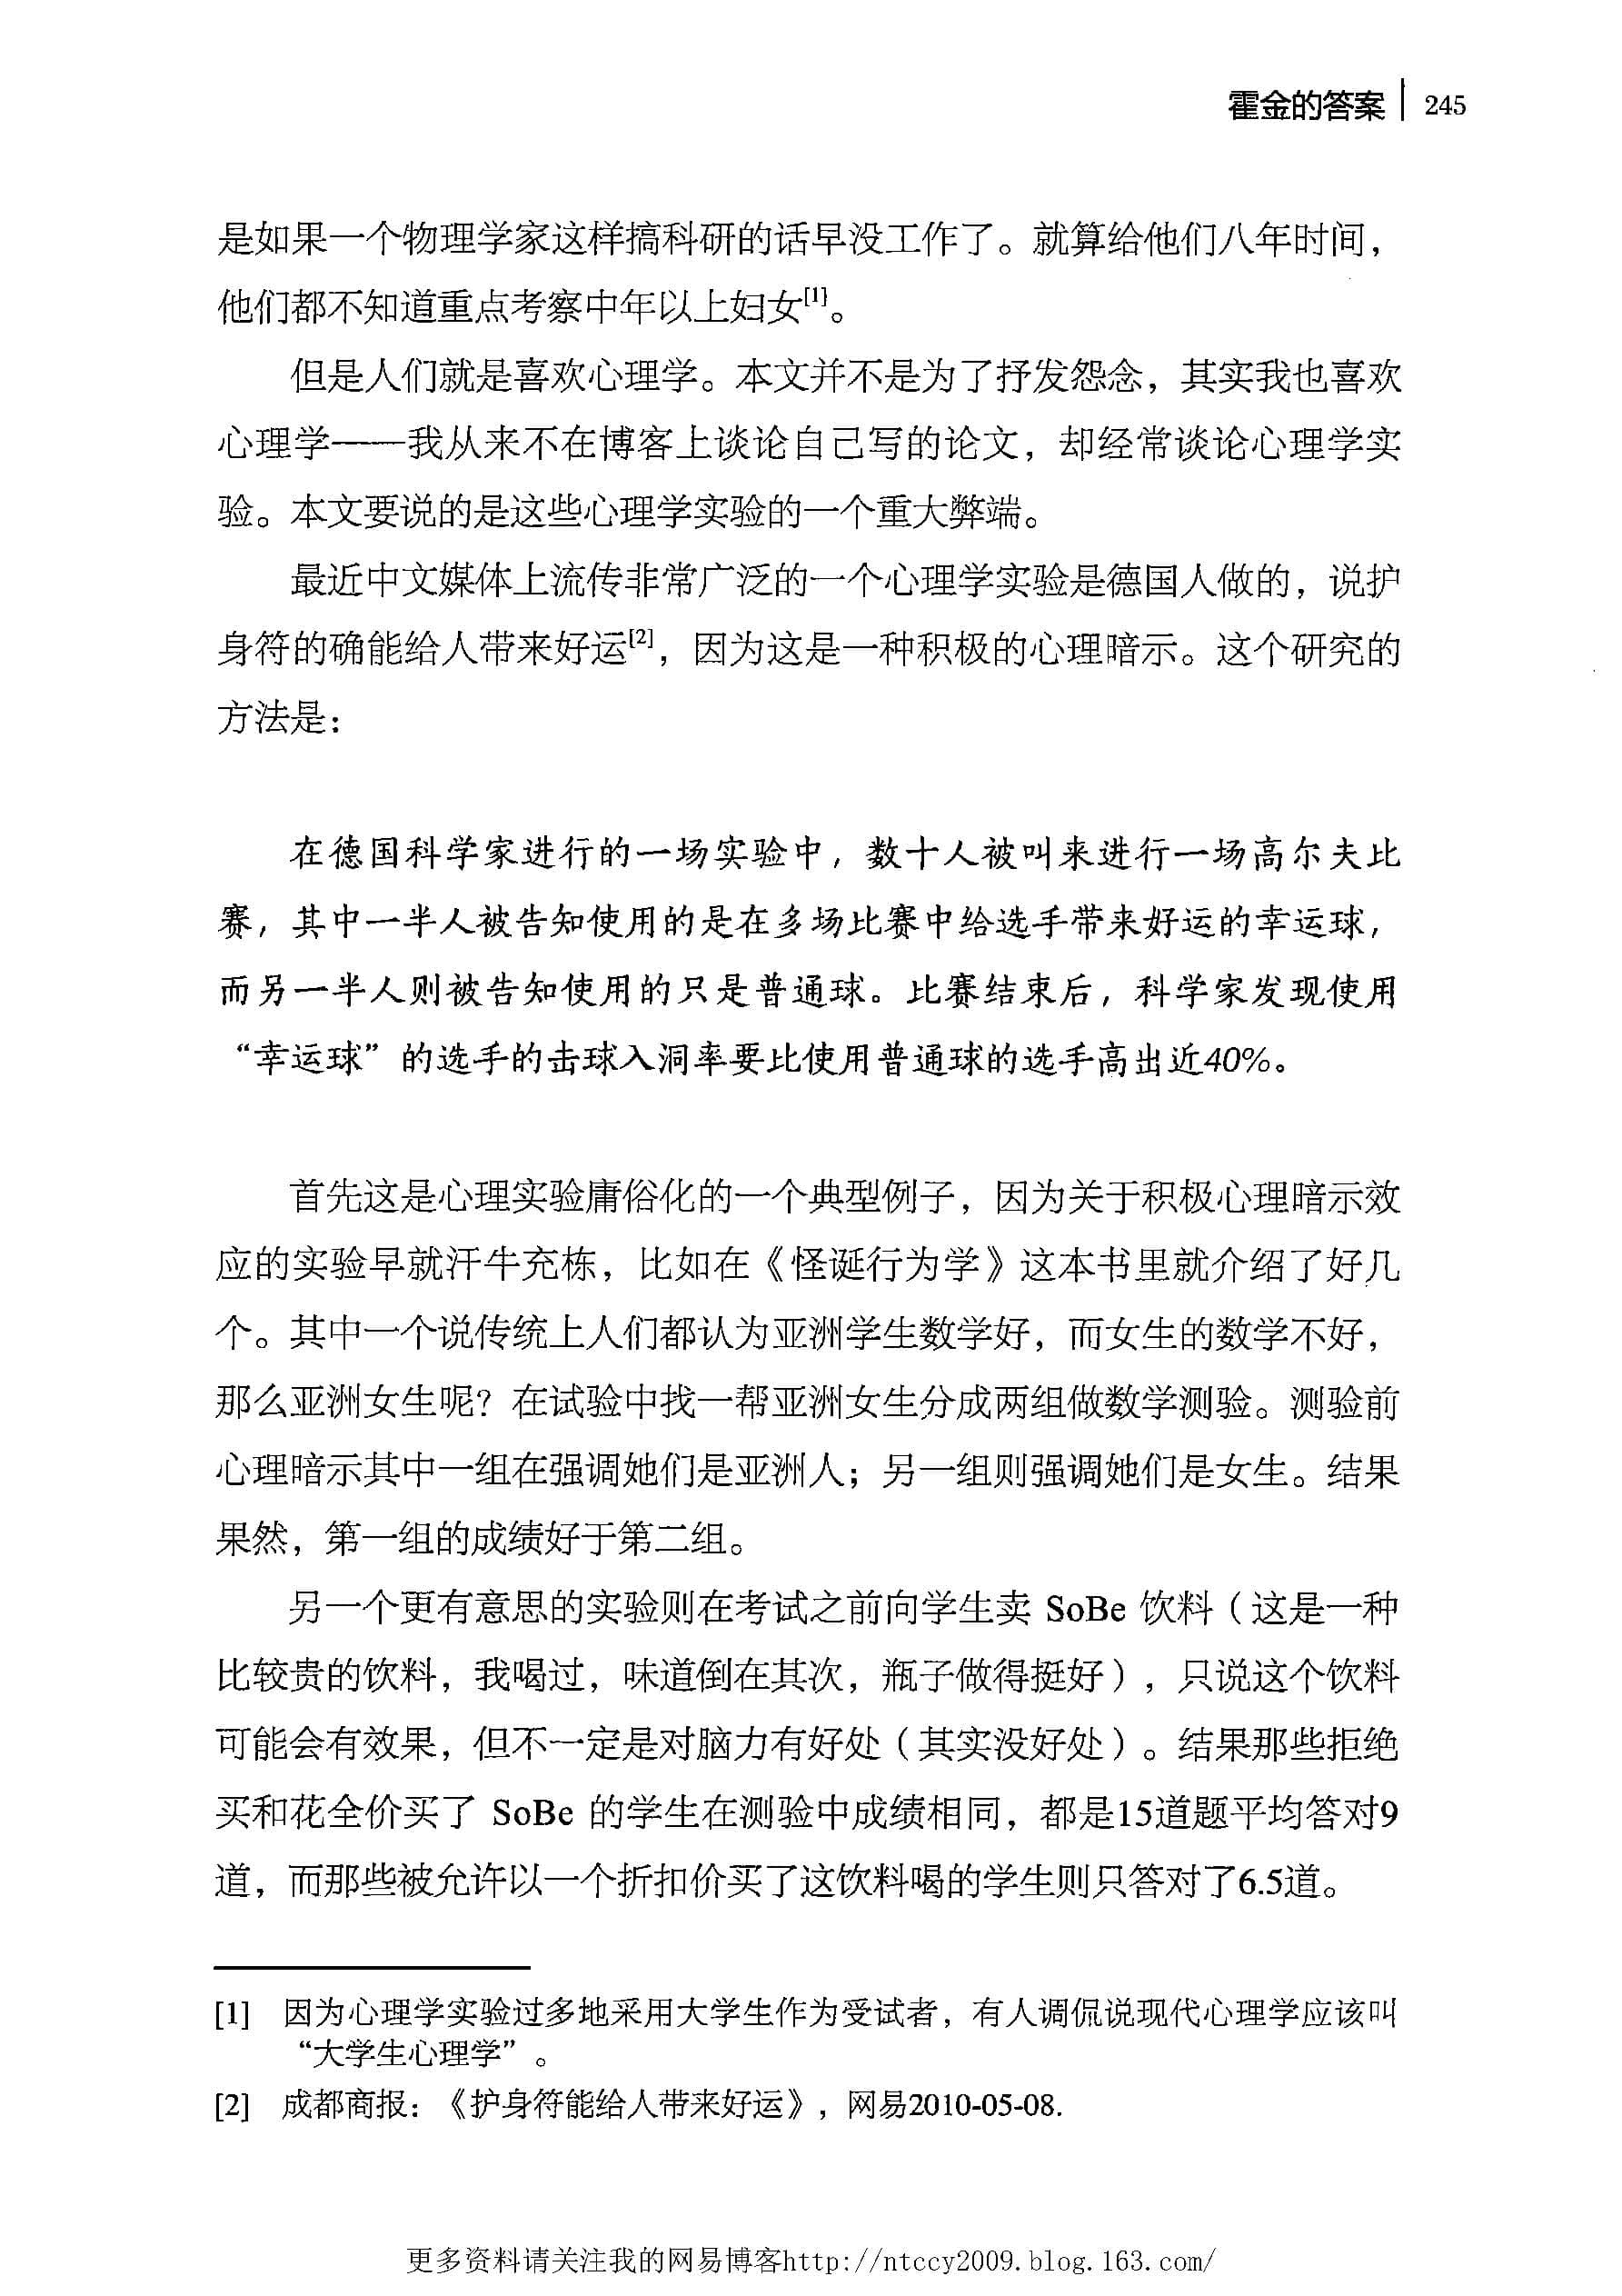 霍金的答案 245
是如果一个物理学家这样搞科研的话早没工作了。就算给他们八年时间，
他们都不知道重点考察中年以上妇女[1]。
但是人们就是喜欢心理学。本文并不是为了抒发怨念，其实我也喜欢
心理学——我从来不在博客上谈论自己写的论文，却经常谈论心理学实
验。本文要说的是这些心理学实验的一个重大弊端。
最近中文媒体上流传非常广泛的一个心理学实验是德国人做的，说护
身符的确能给人带来好运[2]，因为这是一种积极的心理暗示。这个研究的
方法是：
在德国科学家进行的一场实验中，数十人被叫来进行一场高尔夫比
赛，其中一半人被告知使用的是在多场比赛中给选手带来好运的幸运球，
而另一半人则被告知使用的只是普通球。比赛结束后，科学家发现使用
“幸运球”的选手的击球入洞率要比使用普通球的选手高出近40%。
首先这是心理实验庸俗化的一个典型例子，因为关于积极心理暗示效
应的实验早就汗牛充栋，比如在《怪诞行为学》这本书里就介绍了好几
个。其中一个说传统上人们都认为亚洲学生数学好，而女生的数学不好，
那么亚洲女生呢？在试验中找一帮亚洲女生分成两组做数学测验。测验前
心理暗示其中一组在强调她们是亚洲人；另一组则强调她们是女生。结果
果然，第一组的成绩好于第二组。
另一个更有意思的实验则在考试之前向学生卖 SoBe 饮料（这是一种
比较贵的饮料，我喝过，味道倒在其次，瓶子做得挺好），只说这个饮料
可能会有效果，但不一定是对脑力有好处（其实没好处）。结果那些拒绝
买和花全价买了 SoBe 的学生在测验中成绩相同，都是15道题平均答对9
道，而那些被允许以一个折扣价买了这饮料喝的学生则只答对了6.5道。
[1] 因为心理学实验过多地采用大学生作为受试者，有人调侃说现代心理学应该叫
“大学生心理学”。
[2] 成都商报：《护身符能给人带来好运》，网易2010-05-08.
更多资料请关注我的网易博客http://ntccy2009.blog.163.com/